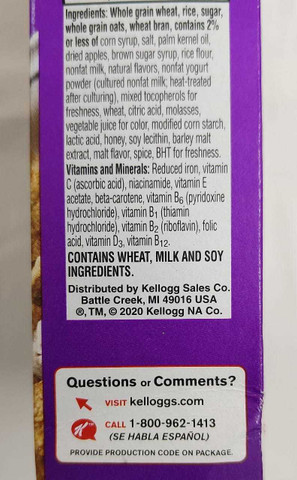 Ingredients: Whole grain wheat, rice, sugar,
whole grain oats, wheat bran, contains 2%
or less of corn syrup, salt, palm kernel oil,
dried apples, brown sugar syrup, rice flour,
nonfat milk, natural flavors, nonfat yogurt
powder (cultured nonfat milk; heat-treated
after culturing), mixed tocopherols for
freshness, wheat, citric acid, molasses,
vegetable juice for color, modified corn starch,
lactic acid, honey, soy lecithin, barley malt
extract, malt flavor, spice, BHT for freshness.
Vitamins and Minerals: Reduced iron, vitamin
C (ascorbic acid), niacinamide, vitamin E
acetate, beta-carotene, vitamin B6 (pyridoxine
hydrochloride), vitamin B1 (thiamin
hydrochloride), vitamin B2 (riboflavin), folic
acid, vitamin D3, vitamin B12.
CONTAINS WHEAT, MILK AND SOY
INGREDIENTS.
Distributed by Kellogg Sales Co.
Battle Creek, MI 49016 USA
®, TM, © 2020 Kellogg NA Co.
Questions or Comments?
VISIT kelloggs.com
CALL 1-800-962-1413
(SE HABLA ESPAÑOL)
PROVIDE PRODUCTION CODE ON PACKAGE.